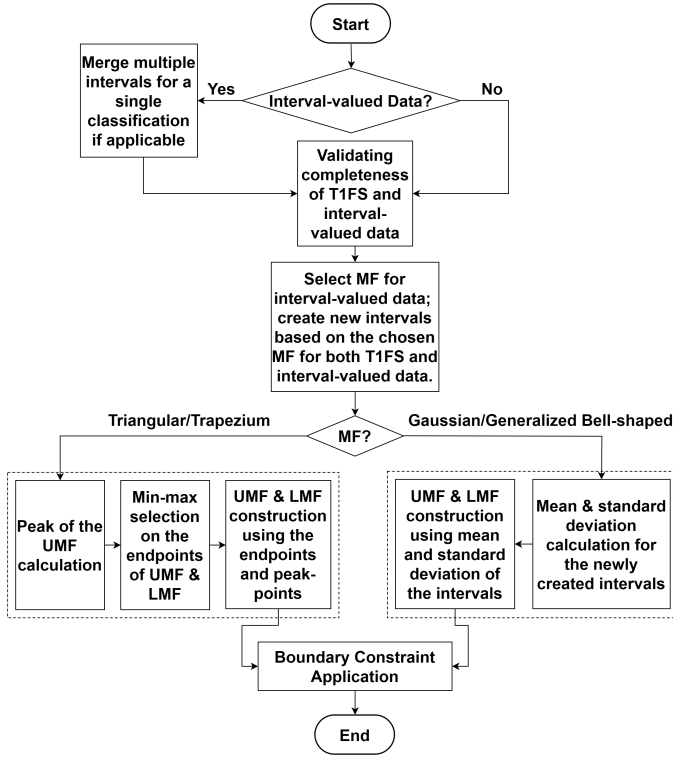 Start
Merge multiple
intervals for a
single
classification
if applicable
Yes
Interval-valued Data?
No
Validating
completeness
of T1FS and
interval-
valued data
Select MF for
interval-valued data;
create new intervals
based on the chosen
MF for both T1FS and
interval-valued data.
Triangular/Trapezium
MF?
Gaussian/Generalized Bell-shaped
Peak of the
UMF
calculation
Min-max
selection
on the
endpoints
of UMF &
LMF
UMF & LMF
construction
using the
endpoints
and peak-
points
UMF & LMF
construction
using mean
and standard
deviation of
the intervals
Mean & standard
deviation
calculation for
the newly
created intervals
Boundary Constraint
Application
End